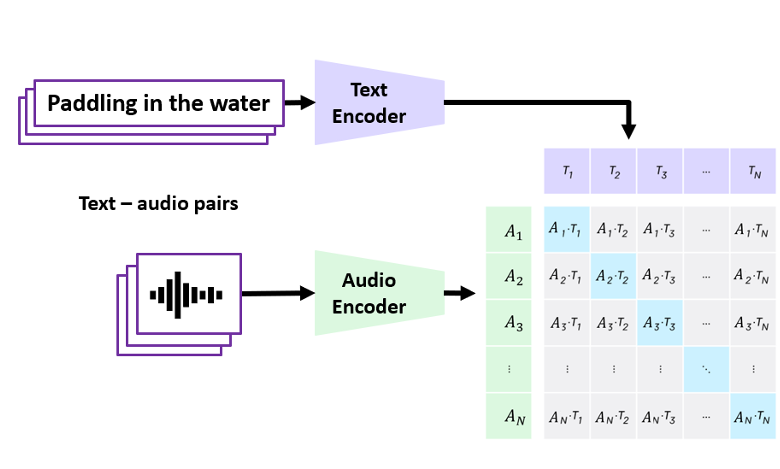 Paddling in the water
Text
Encoder
Text – audio pairs
Audio
Encoder
T1 T2 T3 ... TN
A1 A1·T1 A1·T2 A1·T3 ... A1·TN
A2 A2·T1 A2·T2 A2·T3 ... A2·TN
A3 A3·T1 A3·T2 A3·T3 ... A3·TN
⋮ ⋮ ⋮ ⋮ ⋱ ⋮
AN AN·T1 AN·T2 AN·T3 ... AN·TN